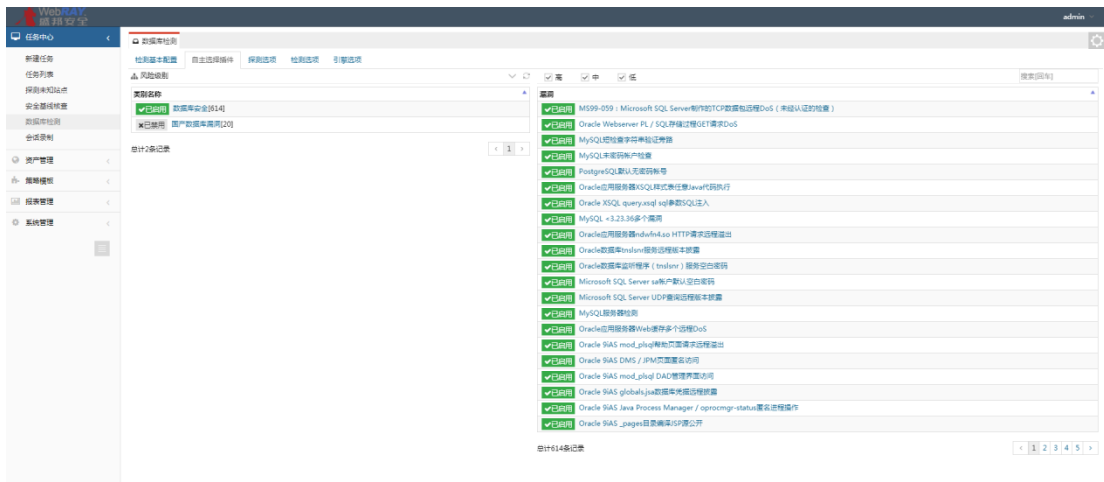 WebRAY.
盛邦安全
admin
任务中心
新建任务
任务列表
探测未知站点
安全基线核查
数据库检测
会话录制
资产管理
策略模板
报表管理
系统管理
数据库检测
检测基本配置 自主选择插件 探测选项 检测选项 引擎选项
风险级别
高 中 低
搜索[回车]
类别名称
已启用 数据库安全[614]
已禁用 国产数据库漏洞[20]
总计2条记录
1
漏洞
已启用 MS99-059：Microsoft SQL Server制作的TCP数据包远程DoS（未经认证的检查）
已启用 Oracle Webserver PL / SQL存储过程GET请求DoS
已启用 MySQL短检查字符串验证旁路
已启用 MySQL未密码帐户检查
已启用 PostgreSQL默认无密码帐号
已启用 Oracle应用服务器XSQL样式表任意Java代码执行
已启用 Oracle XSQL query.xsql sql参数SQL注入
已启用 MySQL <3.23.36多个漏洞
已启用 Oracle应用服务器ndwfn4.so HTTP请求远程溢出
已启用 Oracle数据库tnslsnr服务远程版本披露
已启用 Oracle数据库监听程序（tnslsnr）服务空白密码
已启用 Microsoft SQL Server sa帐户默认空白密码
已启用 Microsoft SQL Server UDP查询远程版本披露
已启用 MySQL服务器检测
已启用 Oracle应用服务器Web缓存多个远程DoS
已启用 Oracle 9iAS mod_plsql帮助页面请求远程溢出
已启用 Oracle 9iAS DMS / JPM页面匿名访问
已启用 Oracle 9iAS mod_plsql DAD管理界面访问
已启用 Oracle 9iAS globals.jsa数据库凭据远程披露
已启用 Oracle 9iAS Java Process Manager / oprocmgr-status匿名进程操作
已启用 Oracle 9iAS _pages目录编译JSP源公开
总计614条记录
1 2 3 4 5